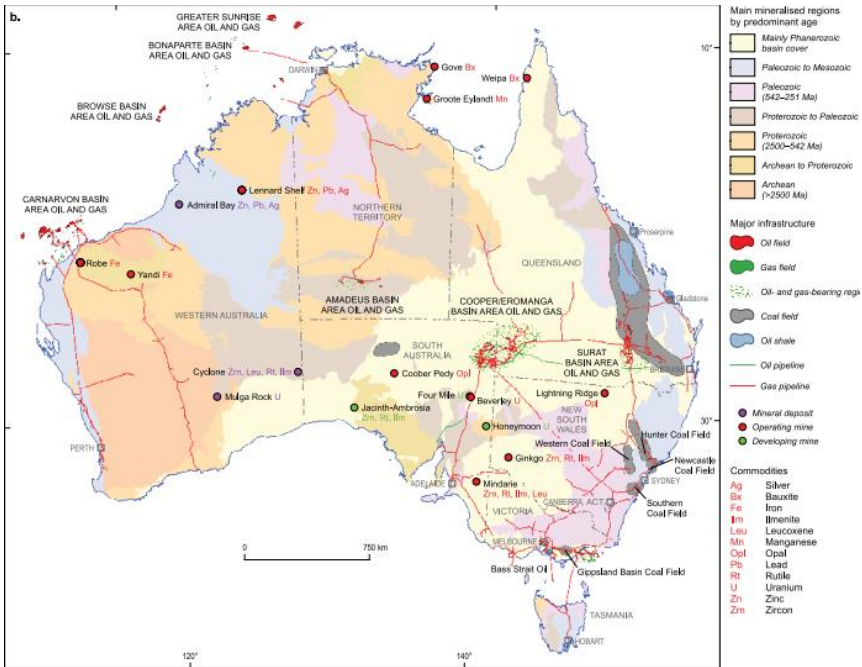 b.
GREATER SUNRISE
AREA OIL AND GAS
BONAPARTE BASIN
AREA OIL AND GAS
DARWIN
Gove Bx
Weipa Bx
10°
Groote Eylandt Mn
BROWSE BASIN
AREA OIL AND GAS
CARNARVON BASIN
AREA OIL AND GAS
Lennard Shelf Zn, Pb, Ag
Admiral Bay Zn, Pb, Ag
NORTHERN
TERRITORY
Proserpine
Robe Fe
Yandi Fe
QUEENSLAND
Gladstone
WESTERN AUSTRALIA
AMADEUS BASIN
AREA OIL AND GAS
COOPER/EROMANGA
BASIN AREA OIL AND GAS
SOUTH
AUSTRALIA
SURAT
BASIN AREA
OIL AND GAS
BRISBANE
Cyclone Zrn, Leu, Rt, Ilm
Coober Pedy Opl
Mulga Rock U
Four Mile U
Beverley U
Lightning Ridge
Opl
Jacinth-Ambrosia
Zrn, Rt, Ilm
Honeymoon U
NEW
SOUTH
WALES
30°
Hunter Coal Field
Western Coal Field
PERTH
Ginkgo Zrn, Rt, Ilm
Newcastle
Coal Field
SYDNEY
ADELAIDE
Mindarie
Zrn, Rt, Ilm, Leu
CANBERRA, ACT
Southern
Coal Field
VICTORIA
MELBOURNE
0
750 km
Bass Strait Oil
Gippsland Basin Coal Field
TASMANIA
HOBART
120°
140°
Main mineralised regions
by predominant age
Mainly Phanerozoic
basin cover
Paleozoic to Mesozoic
Paleozoic
(542–251 Ma)
Proterozoic to Paleozoic
Proterozoic
(2500–542 Ma)
Archean to Proterozoic
Archean
(>2500 Ma)
Major infrastructure
Oil field
Gas field
Oil- and gas-bearing regi
Coal field
Oil shale
Oil pipeline
Gas pipeline
Mineral deposit
Operating mine
Developing mine
Commodities
Ag Silver
Bx Bauxite
Fe Iron
Ilm Ilmenite
Leu Leucoxene
Mn Manganese
Opl Opal
Pb Lead
Rt Rutile
U Uranium
Zn Zinc
Zrn Zircon